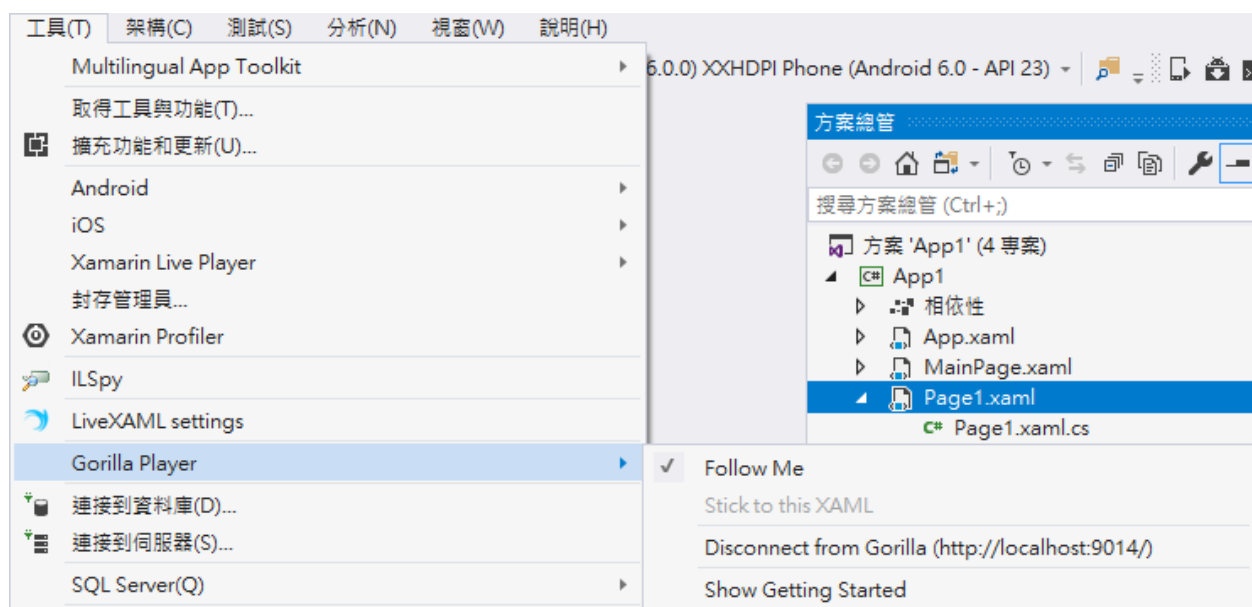 工具(T) 架構(C) 測試(S) 分析(N) 視窗(W) 說明(H)
Multilingual App Toolkit
取得工具與功能(T)...
擴充功能和更新(U)...
Android
iOS
Xamarin Live Player
封存管理員...
Xamarin Profiler
ILSpy
LiveXAML settings
Gorilla Player
連接到資料庫(D)...
連接到伺服器(S)...
SQL Server(Q)
6.0.0) XXHDPI Phone (Android 6.0 - API 23)
方案總管
搜尋方案總管 (Ctrl+;)
方案 'App1' (4 專案)
C# App1
相依性
App.xaml
MainPage.xaml
Page1.xaml
C# Page1.xaml.cs
Follow Me
Stick to this XAML
Disconnect from Gorilla (http://localhost:9014/)
Show Getting Started